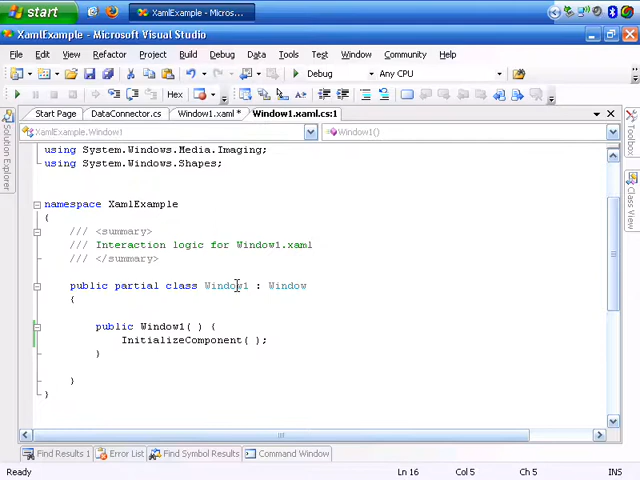 start
XamlExample - Micros...
XamlExample - Microsoft Visual Studio
File Edit View Refactor Project Build Debug Data Tools Test Window Community Help
Debug Any CPU
Hex
Start Page DataConnector.cs Window1.xaml * Window1.xaml.cs:1
XamlExample.Window1 Window1()
using System.Windows.Media.Imaging;
using System.Windows.Shapes;
namespace XamlExample
{
/// <summary>
/// Interaction logic for Window1.xaml
/// </summary>
public partial class Window1 : Window
{
public Window1( ) {
InitializeComponent( );
}
}
}
Solution Explorer
Toolbox
Class View
Find Results 1 Error List Find Symbol Results Command Window
Ready Ln 16 Col 5 Ch 5 INS